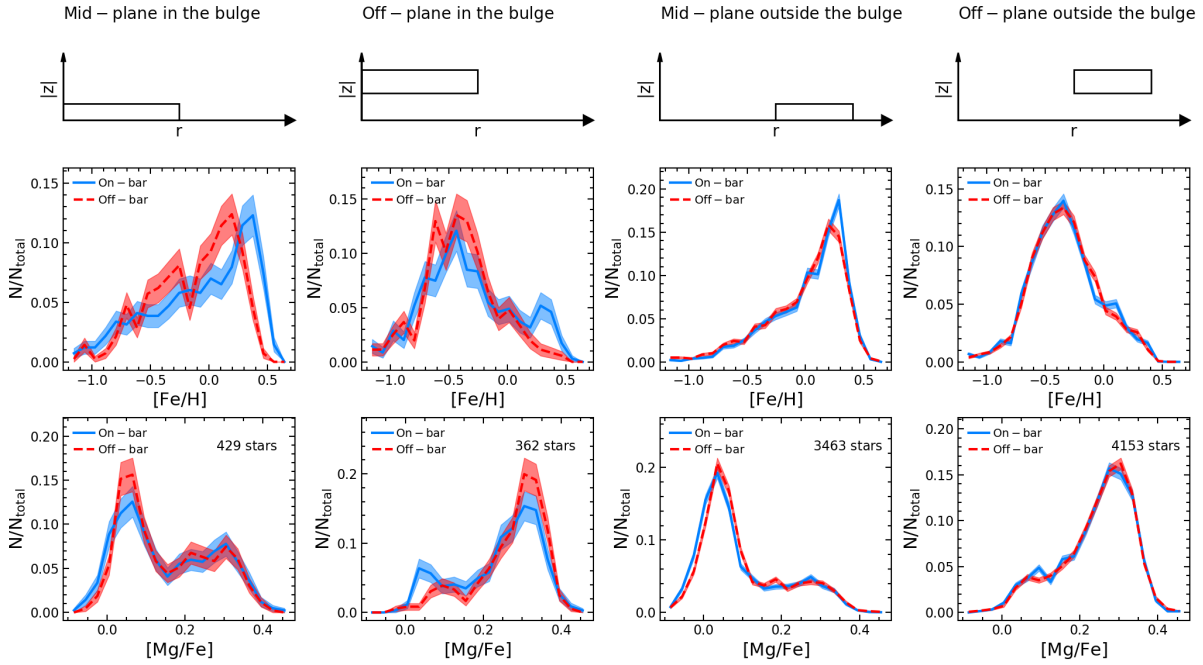 Mid − plane in the bulge
Off − plane in the bulge
Mid − plane outside the bulge
Off − plane outside the bulge
|z|
r
|z|
r
|z|
r
|z|
r
0.15
0.10
0.05
0.00
N/Ntotal
On − bar
Off − bar
−1.0 −0.5 0.0 0.5
[Fe/H]
0.15
0.10
0.05
0.00
N/Ntotal
On − bar
Off − bar
−1.0 −0.5 0.0 0.5
[Fe/H]
0.20
0.15
0.10
0.05
0.00
N/Ntotal
On − bar
Off − bar
−1.0 −0.5 0.0 0.5
[Fe/H]
0.15
0.10
0.05
0.00
N/Ntotal
On − bar
Off − bar
−1.0 −0.5 0.0 0.5
[Fe/H]
0.20
0.15
0.10
0.05
0.00
N/Ntotal
On − bar
Off − bar
429 stars
0.0 0.2 0.4
[Mg/Fe]
0.2
0.1
0.0
N/Ntotal
On − bar
Off − bar
362 stars
0.0 0.2 0.4
[Mg/Fe]
0.2
0.1
0.0
N/Ntotal
On − bar
Off − bar
3463 stars
0.0 0.2 0.4
[Mg/Fe]
0.20
0.15
0.10
0.05
0.00
N/Ntotal
On − bar
Off − bar
4153 stars
0.0 0.2 0.4
[Mg/Fe]